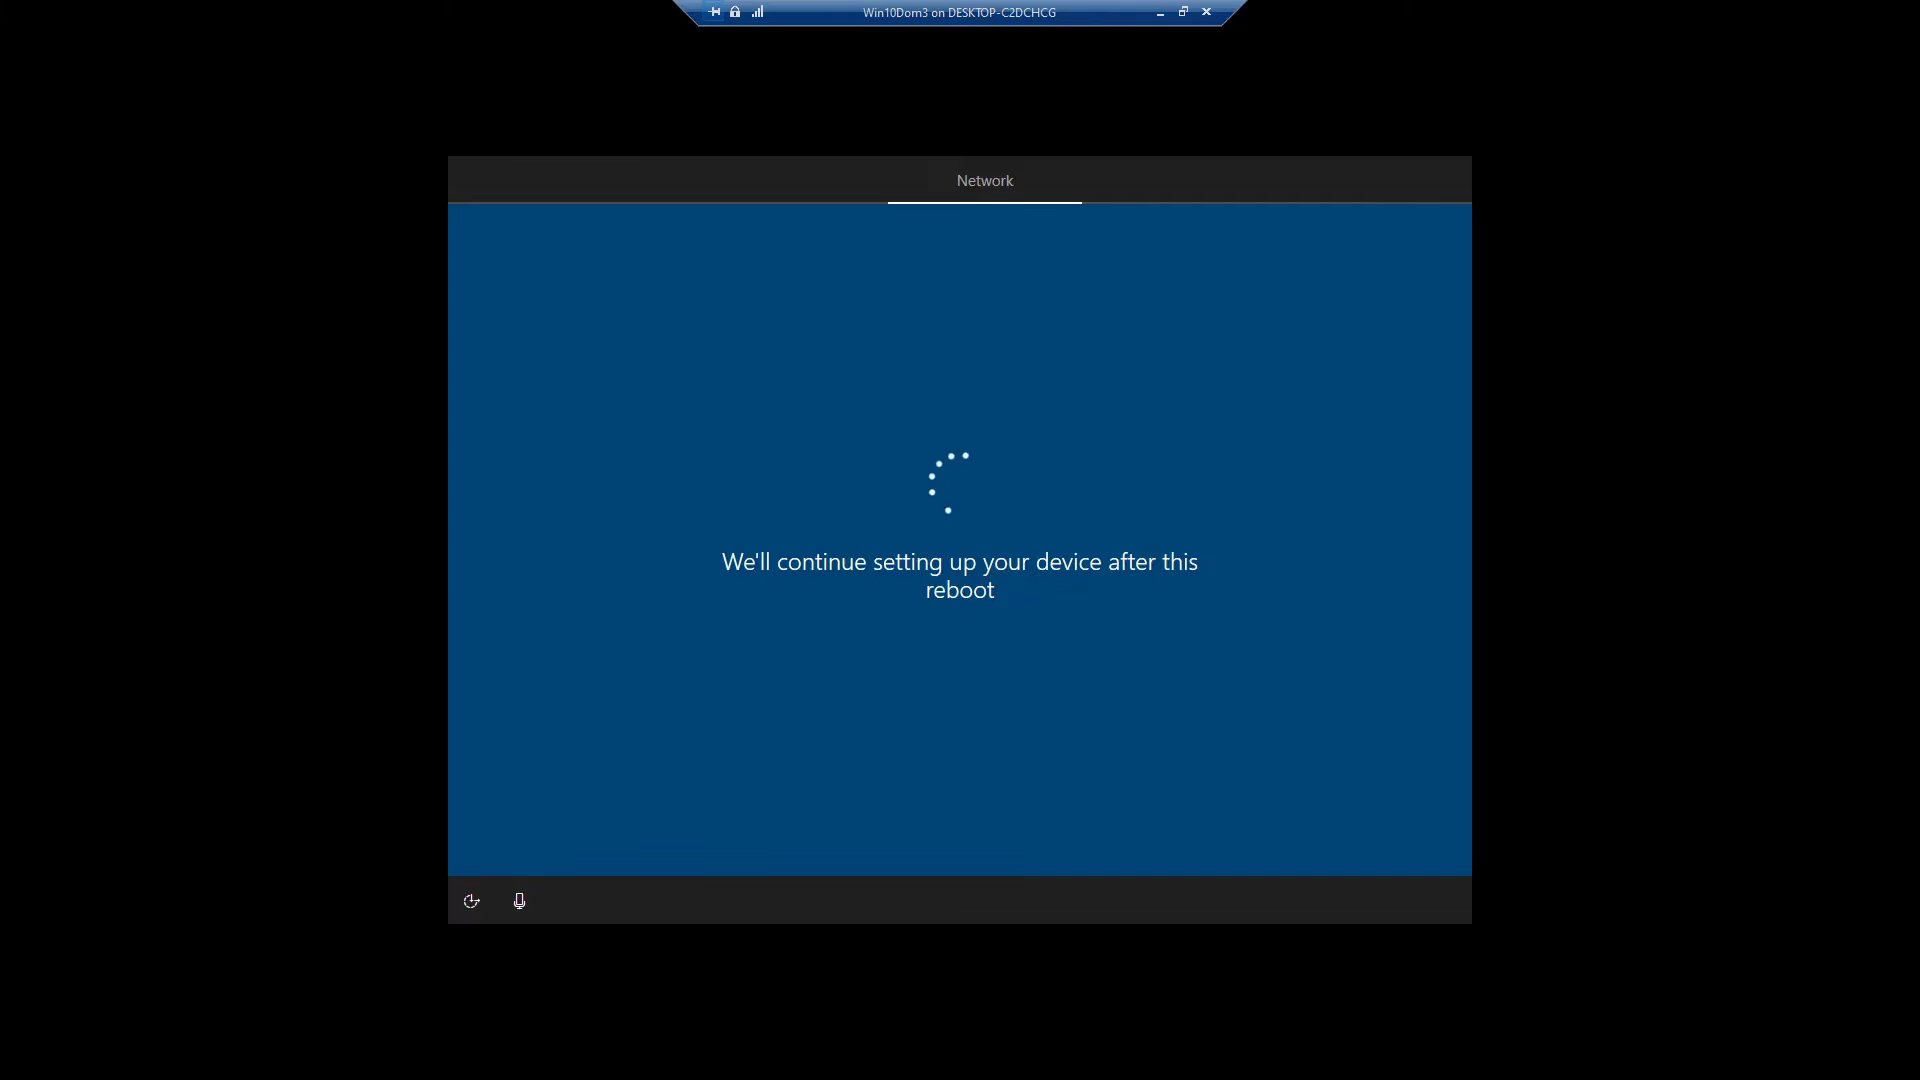 Win10Dom3 on DESKTOP-C2DCHCG
Network
We'll continue setting up your device after this
reboot